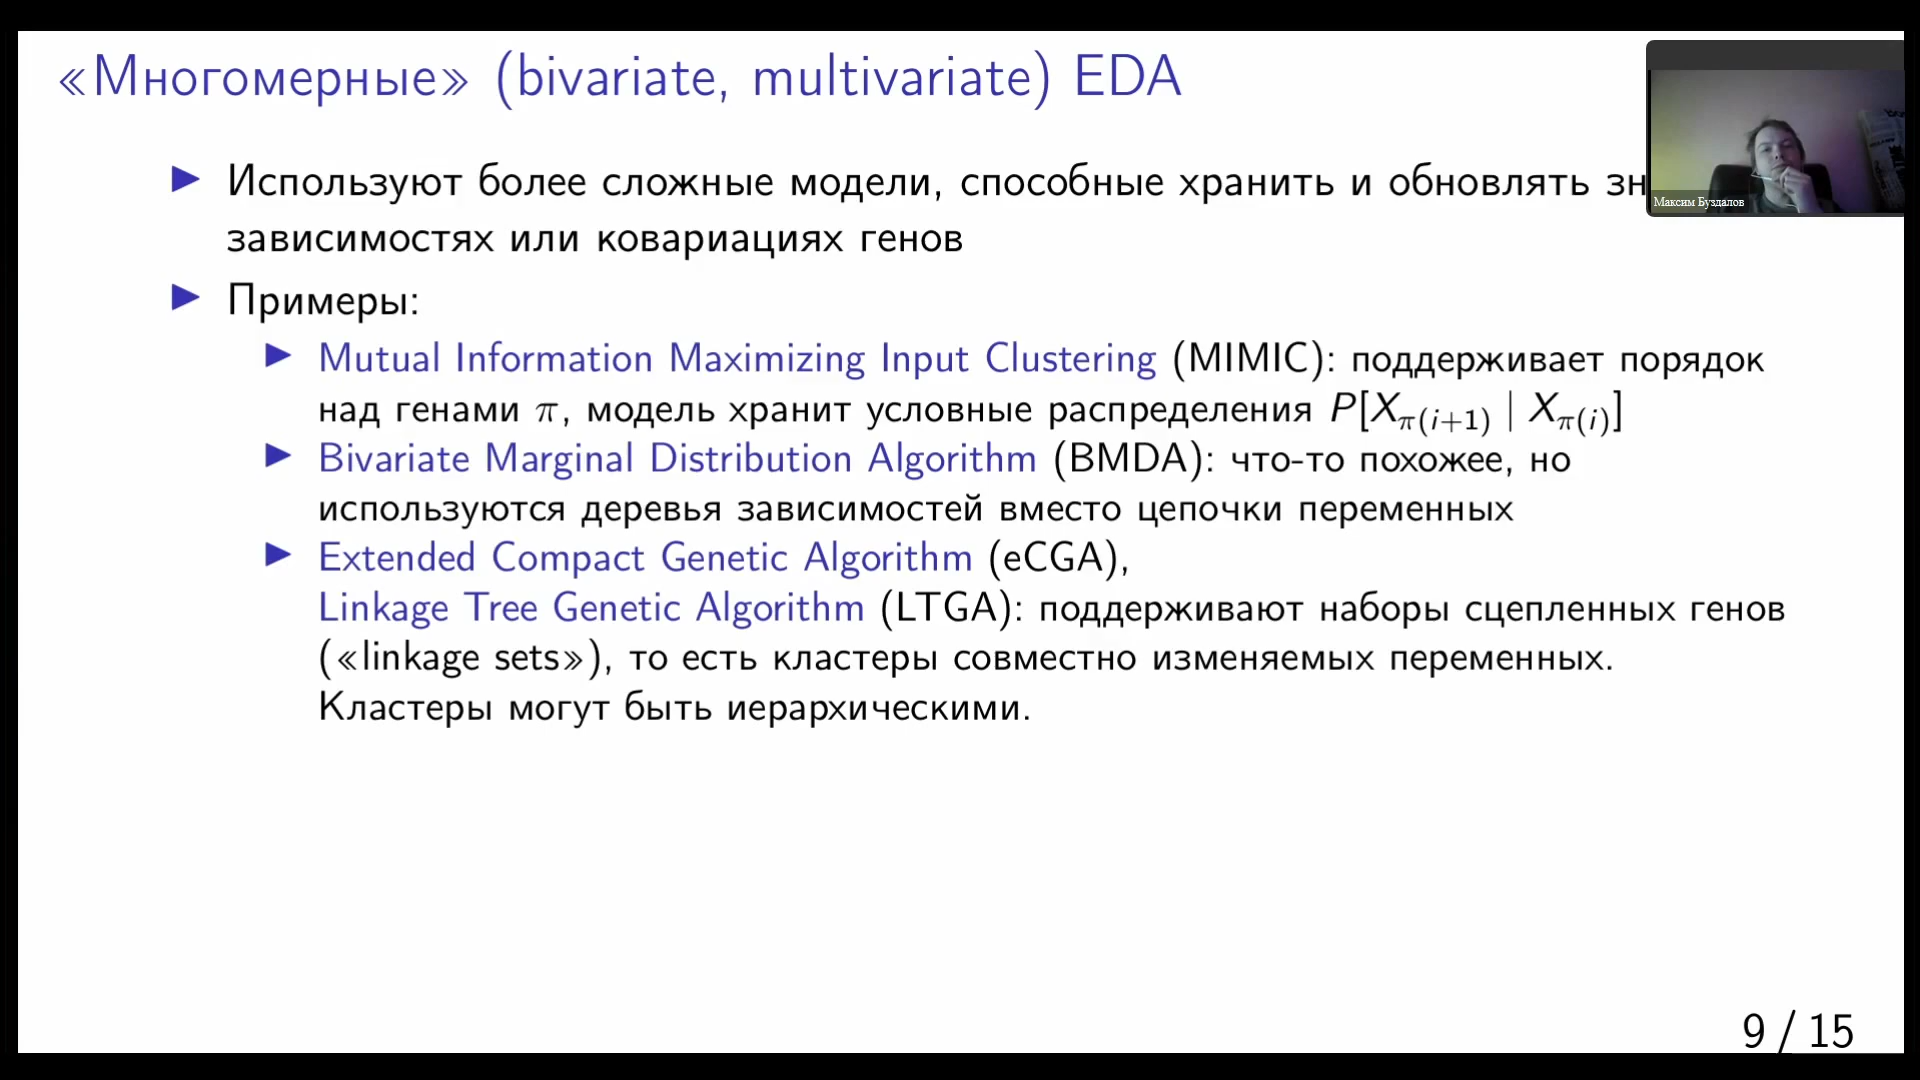 «Многомерные» (bivariate, multivariate) EDA
Максим Буздалов
▶ Используют более сложные модели, способные хранить и обновлять
зависимостях или ковариациях генов
▶ Примеры:
▶ Mutual Information Maximizing Input Clustering (MIMIC): поддерживает порядок
над генами π, модель хранит условные распределения P[X_{π(i+1)} | X_{π(i)}]
▶ Bivariate Marginal Distribution Algorithm (BMDA): что-то похожее, но
используются деревья зависимостей вместо цепочки переменных
▶ Extended Compact Genetic Algorithm (eCGA),
Linkage Tree Genetic Algorithm (LTGA): поддерживают наборы сцепленных генов
(«linkage sets»), то есть кластеры совместно изменяемых переменных.
Кластеры могут быть иерархическими.
9 / 15